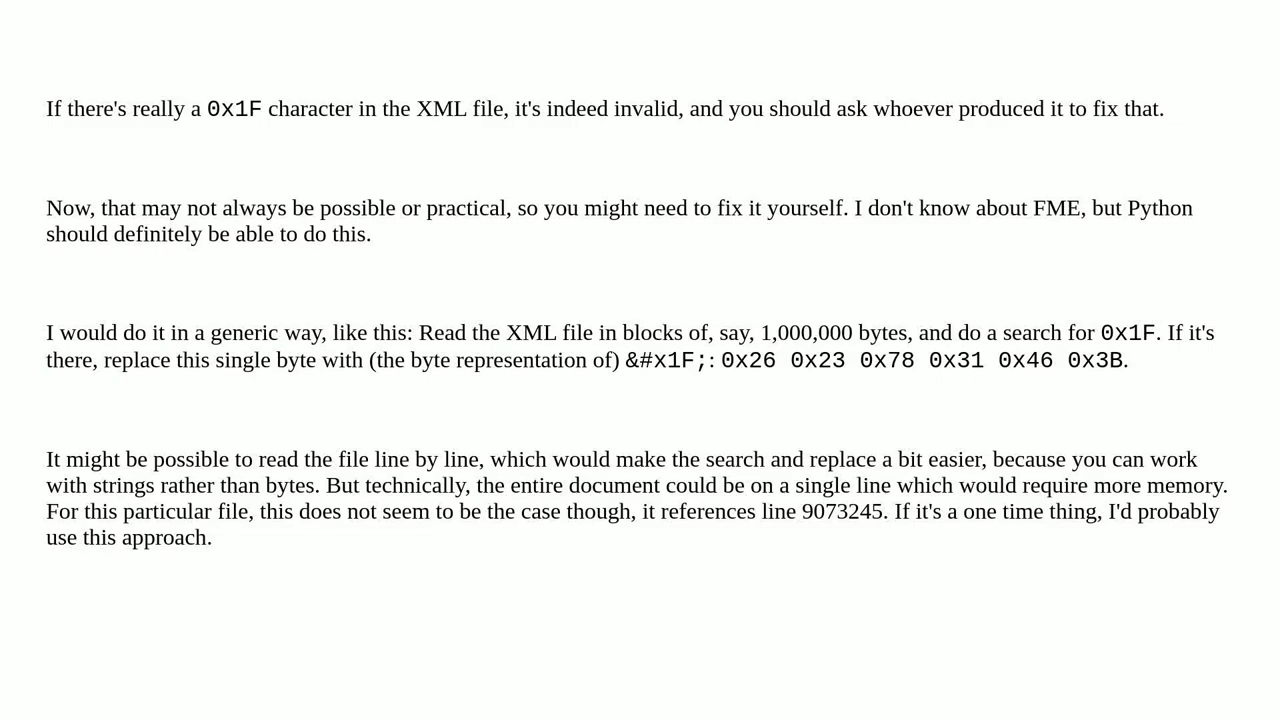 If there's really a 0x1F character in the XML file, it's indeed invalid, and you should ask whoever produced it to fix that.
Now, that may not always be possible or practical, so you might need to fix it yourself. I don't know about FME, but Python
should definitely be able to do this.
I would do it in a generic way, like this: Read the XML file in blocks of, say, 1,000,000 bytes, and do a search for 0x1F. If it's
there, replace this single byte with (the byte representation of) &#x1F;: 0x26 0x23 0x78 0x31 0x46 0x3B.
It might be possible to read the file line by line, which would make the search and replace a bit easier, because you can work
with strings rather than bytes. But technically, the entire document could be on a single line which would require more memory.
For this particular file, this does not seem to be the case though, it references line 9073245. If it's a one time thing, I'd probably
use this approach.